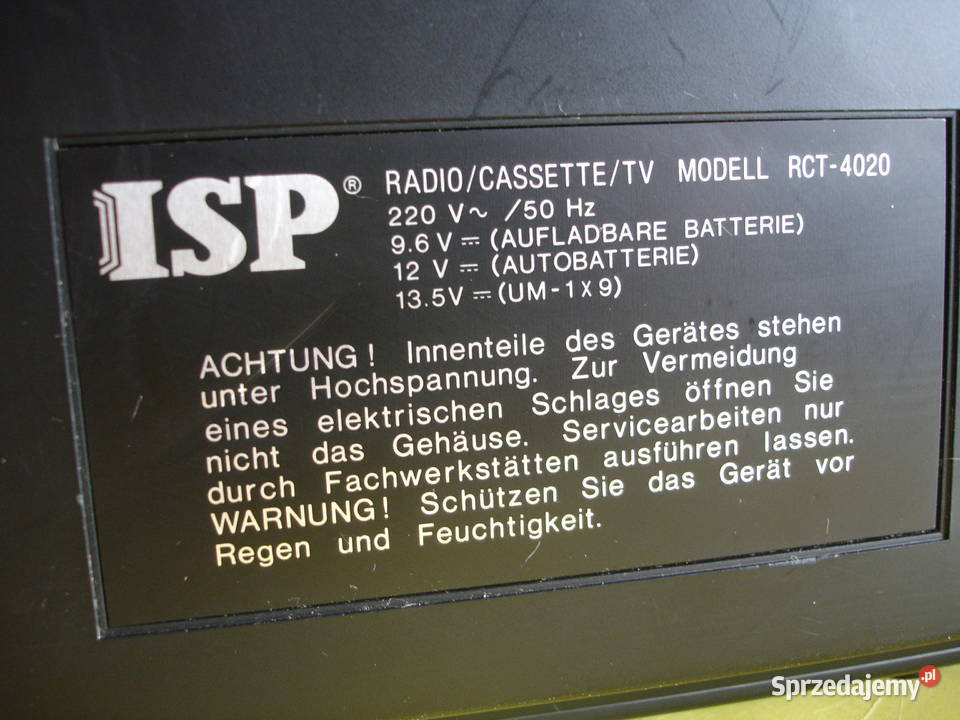 ISP®
RADIO/CASSETTE/TV MODELL RCT-4020
220 V~ /50 Hz
9.6 V ⎓ (AUFLADBARE BATTERIE)
12 V ⎓ (AUTOBATTERIE)
13.5V ⎓ (UM-1 X 9)
ACHTUNG! Innenteile des Gerätes stehen
unter Hochspannung. Zur Vermeidung
eines elektrischen Schlages öffnen Sie
nicht das Gehäuse. Servicearbeiten nur
durch Fachwerkstätten ausführen lassen.
WARNUNG! Schützen Sie das Gerät vor
Regen und Feuchtigkeit.
Sprzedajemy.pl